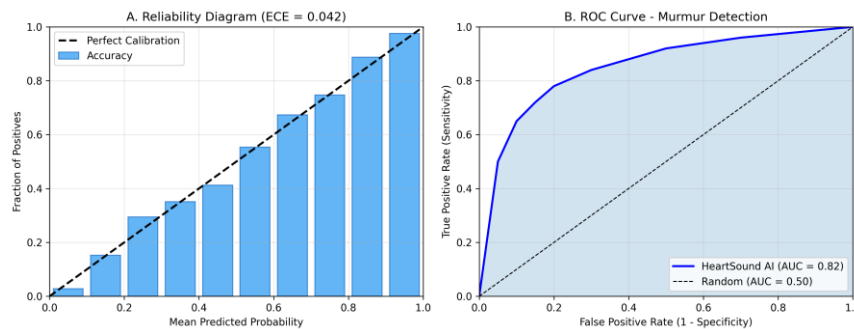 A. Reliability Diagram (ECE = 0.042)
Perfect Calibration
Accuracy
Fraction of Positives
1.0
0.8
0.6
0.4
0.2
0.0
0.0 0.2 0.4 0.6 0.8 1.0
Mean Predicted Probability
B. ROC Curve - Murmur Detection
True Positive Rate (Sensitivity)
1.0
0.8
0.6
0.4
0.2
0.0
HeartSound AI (AUC = 0.82)
Random (AUC = 0.50)
0.0 0.2 0.4 0.6 0.8 1.
False Positive Rate (1 - Specificity)